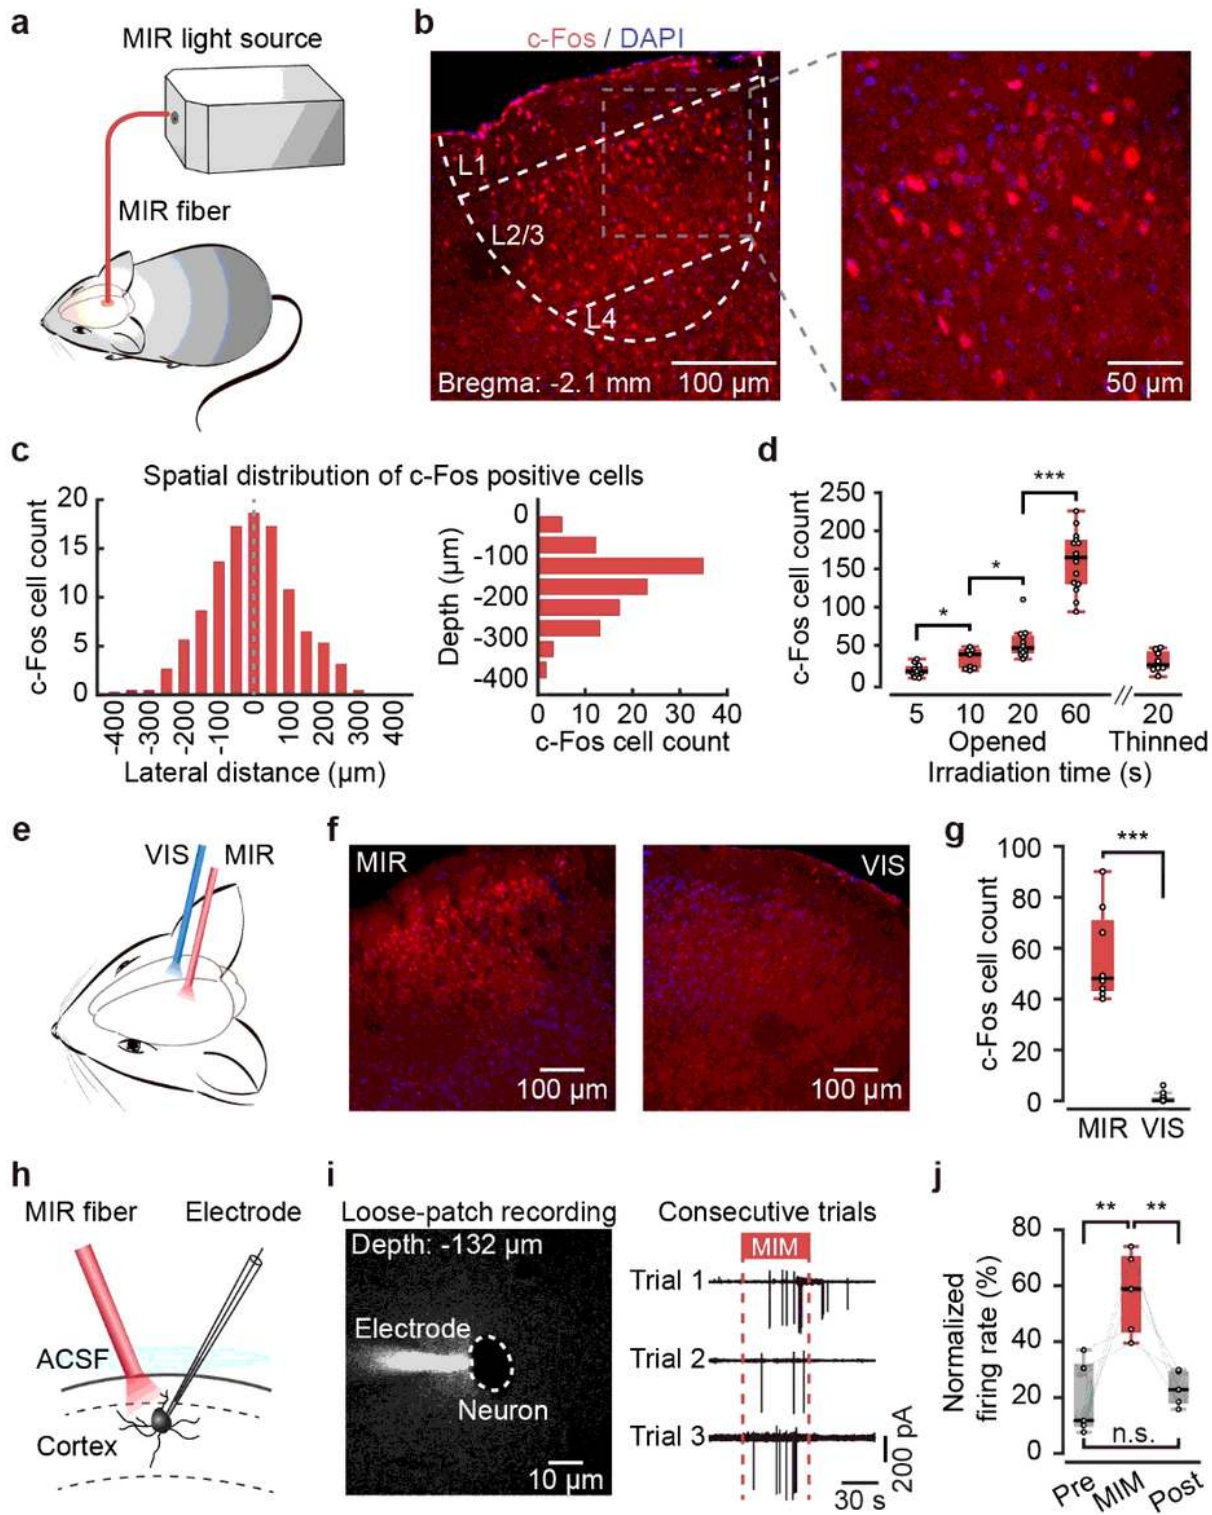 a
MIR light source
MIR fiber
b
c-Fos / DAPI
L1
L2/3
L4
Bregma: -2.1 mm
100 µm
50 µm
c
Spatial distribution of c-Fos positive cells
c-Fos cell count
20
15
10
5
0
-400
-300
-200
-100
0
100
200
300
400
Lateral distance (µm)
Depth (µm)
0
-100
-200
-300
-400
0 10 20 30 40
c-Fos cell count
d
c-Fos cell count
250
200
150
100
50
0
*
*
***
5 10 20 60 20
Opened Thinned
Irradiation time (s)
e
VIS MIR
f
MIR
100 µm
VIS
100 µm
g
c-Fos cell count
100
80
60
40
20
0
***
MIR VIS
h
MIR fiber Electrode
ACSF
Cortex
i
Loose-patch recording
Depth: -132 µm
Electrode
Neuron
10 µm
Consecutive trials
MIM
Trial 1
Trial 2
Trial 3
30 s
200 pA
j
Normalized
firing rate (%)
80
60
40
20
0
** **
n.s.
Pre MIM Post